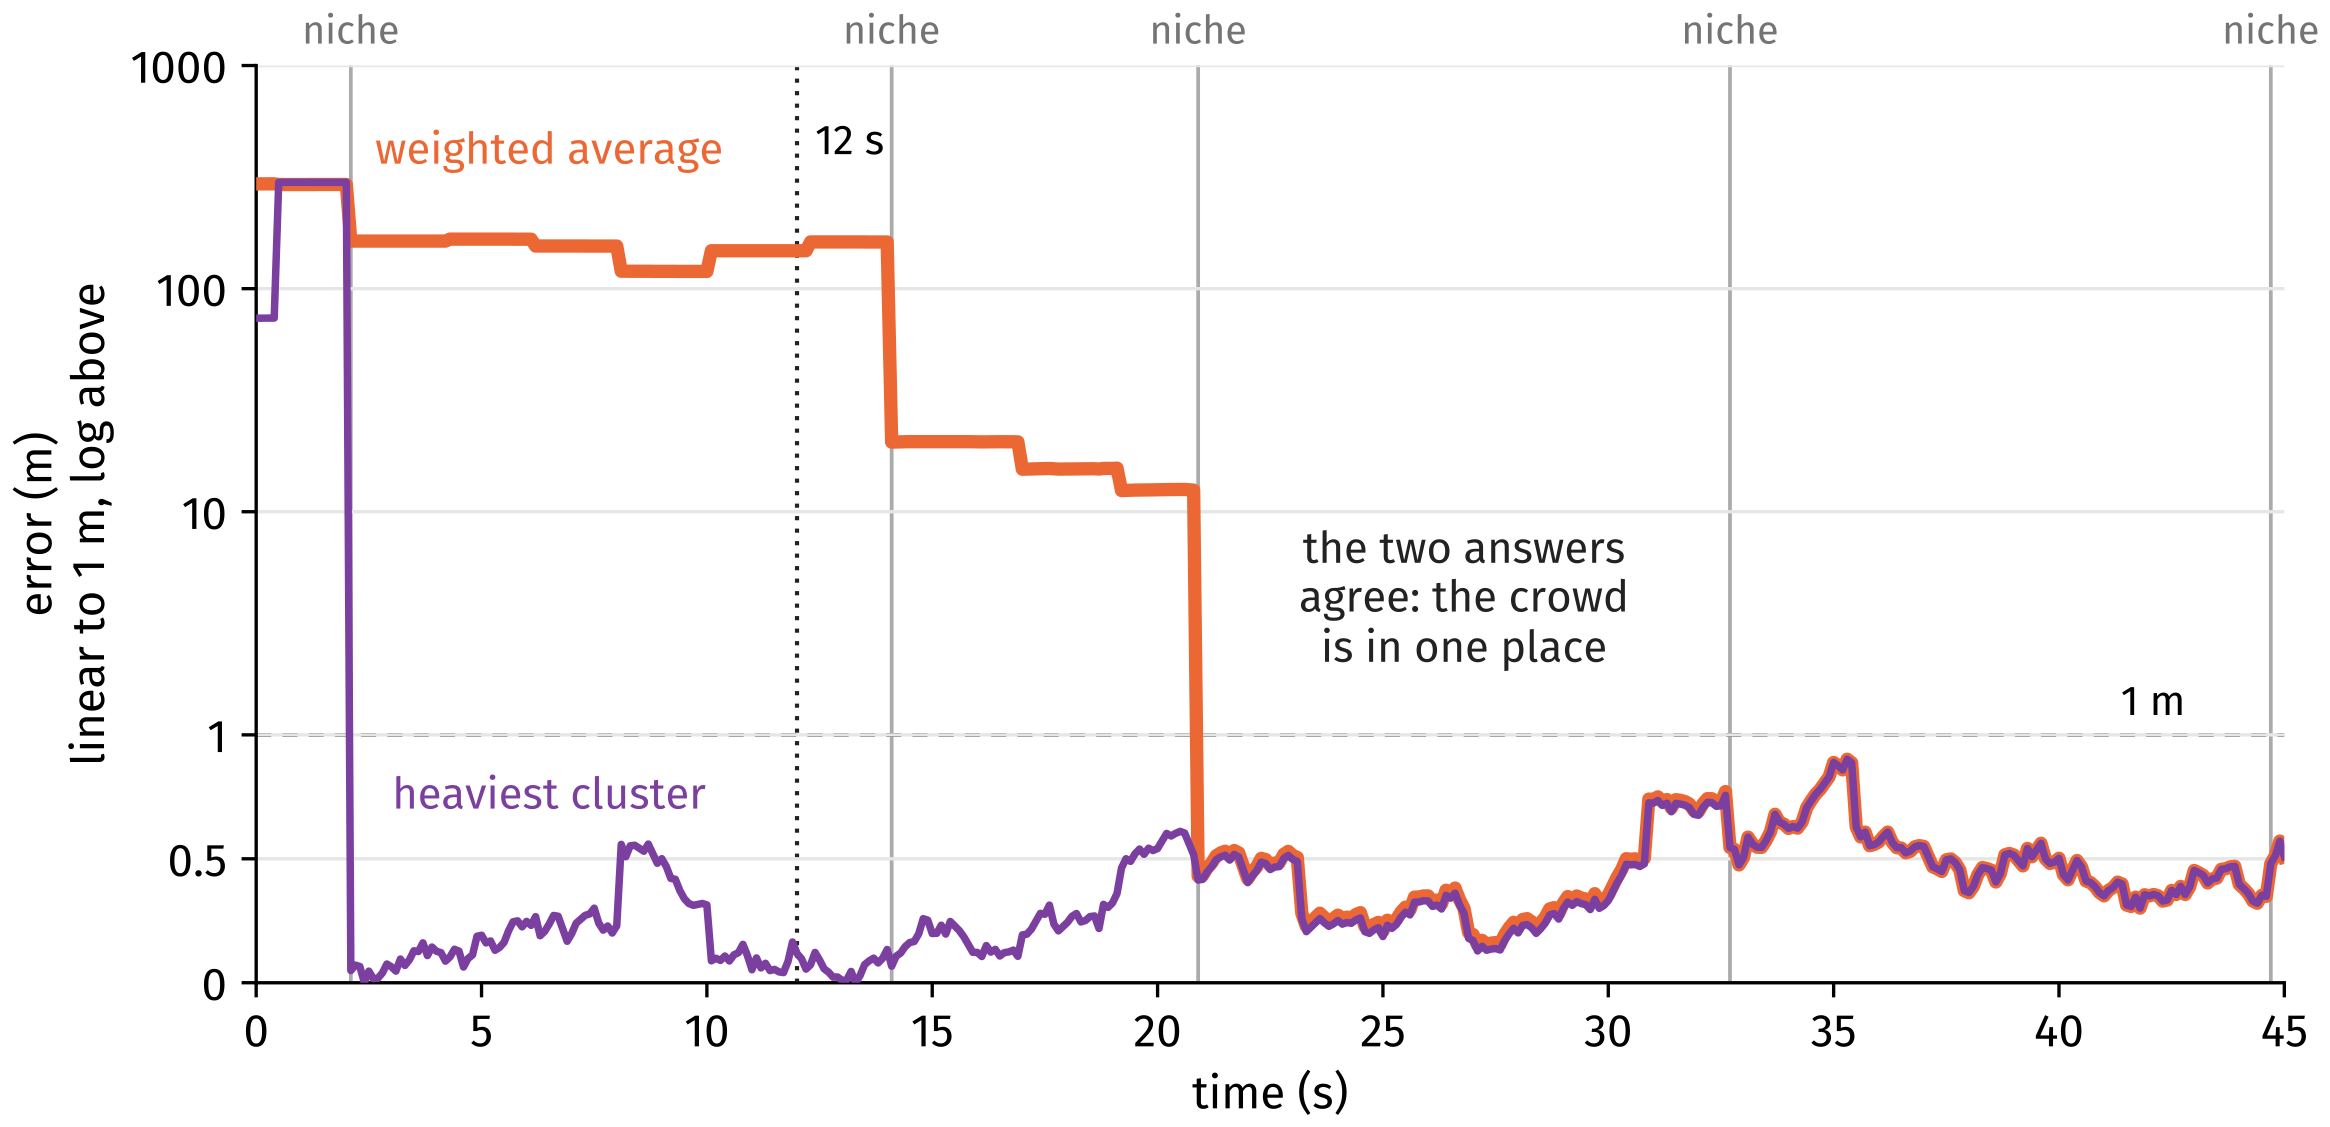 niche niche niche niche niche
1000
100
10
1
0.5
0
error (m)
linear to 1 m, log above
weighted average
12 s
the two answers
agree: the crowd
is in one place
1 m
heaviest cluster
0 5 10 15 20 25 30 35 40 45
time (s)